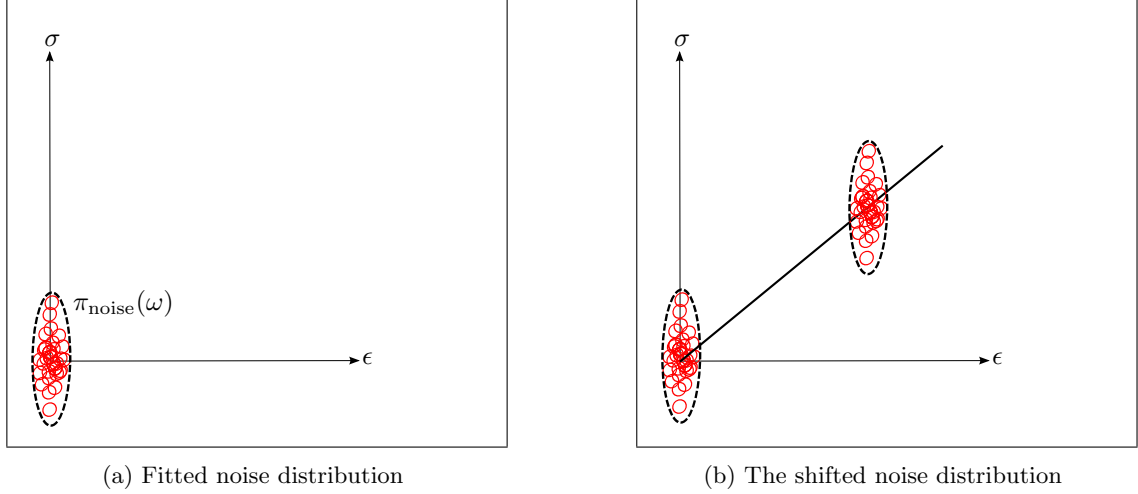 σ
π_noise(ω)
ϵ
(a) Fitted noise distribution
σ
ϵ
(b) The shifted noise distribution